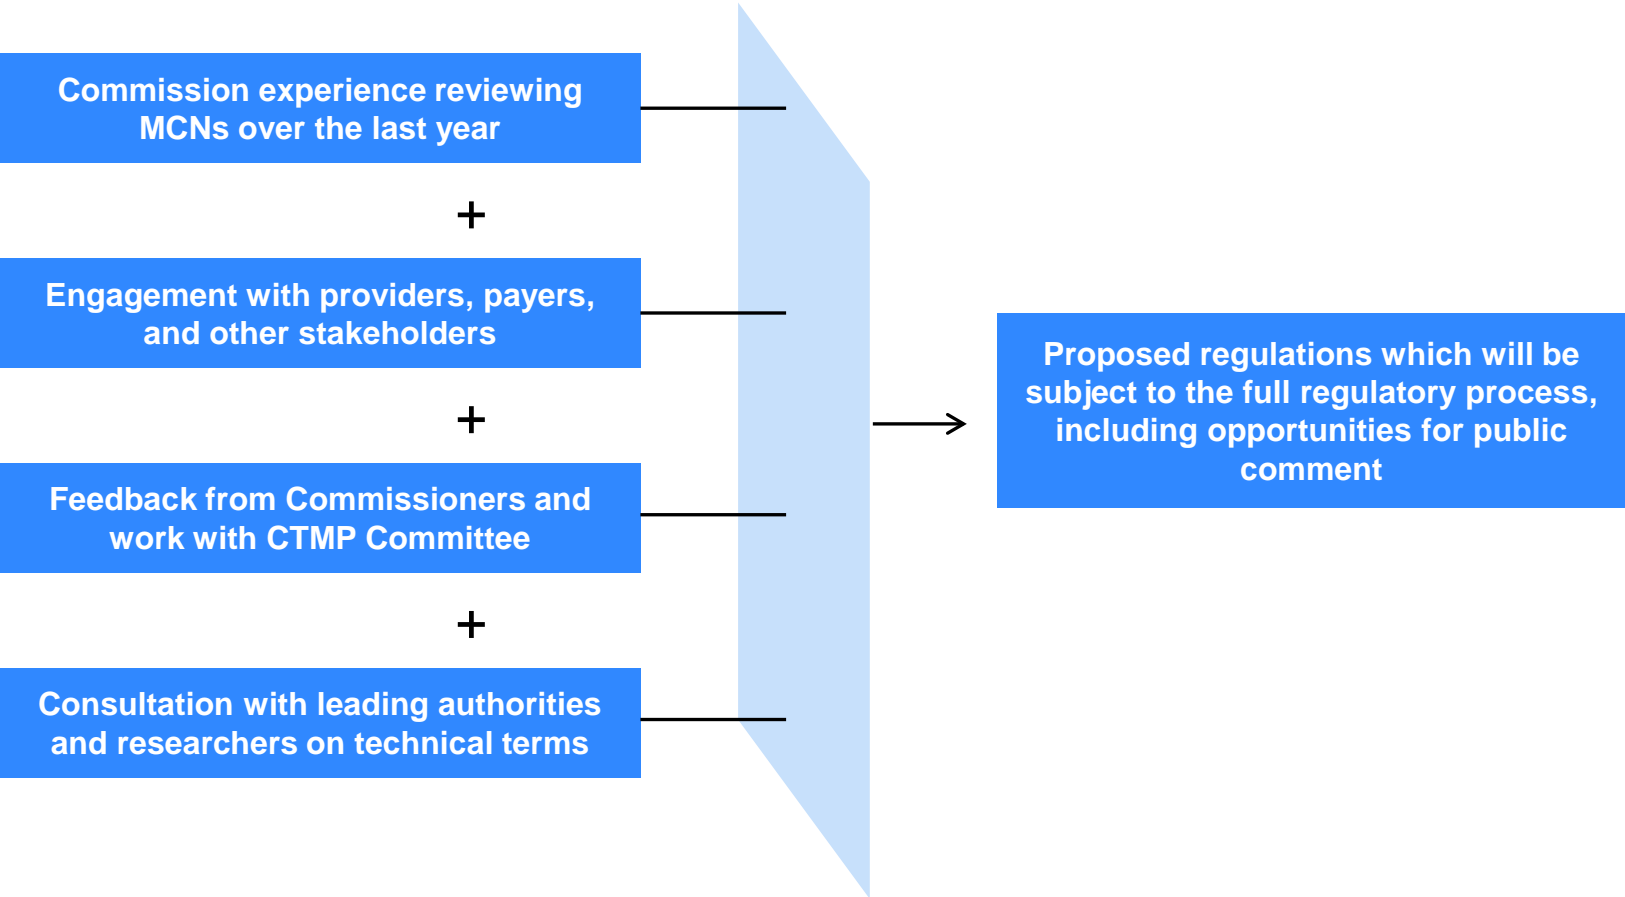 Commission experience reviewing
MCNs over the last year
+
Engagement with providers, payers,
and other stakeholders
+
Feedback from Commissioners and
work with CTMP Committee
+
Consultation with leading authorities
and researchers on technical terms
Proposed regulations which will be
subject to the full regulatory process,
including opportunities for public
comment